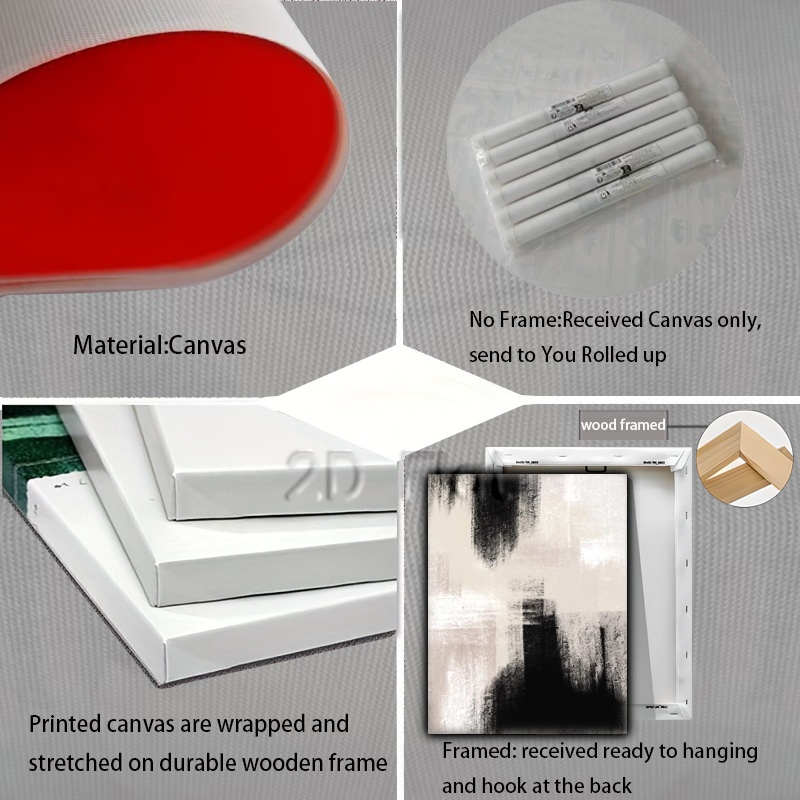 Material:Canvas
No Frame:Received Canvas only,
send to You Rolled up
2D
wood framed
Printed canvas are wrapped and
stretched on durable wooden frame
Framed: received ready to hanging
and hook at the back